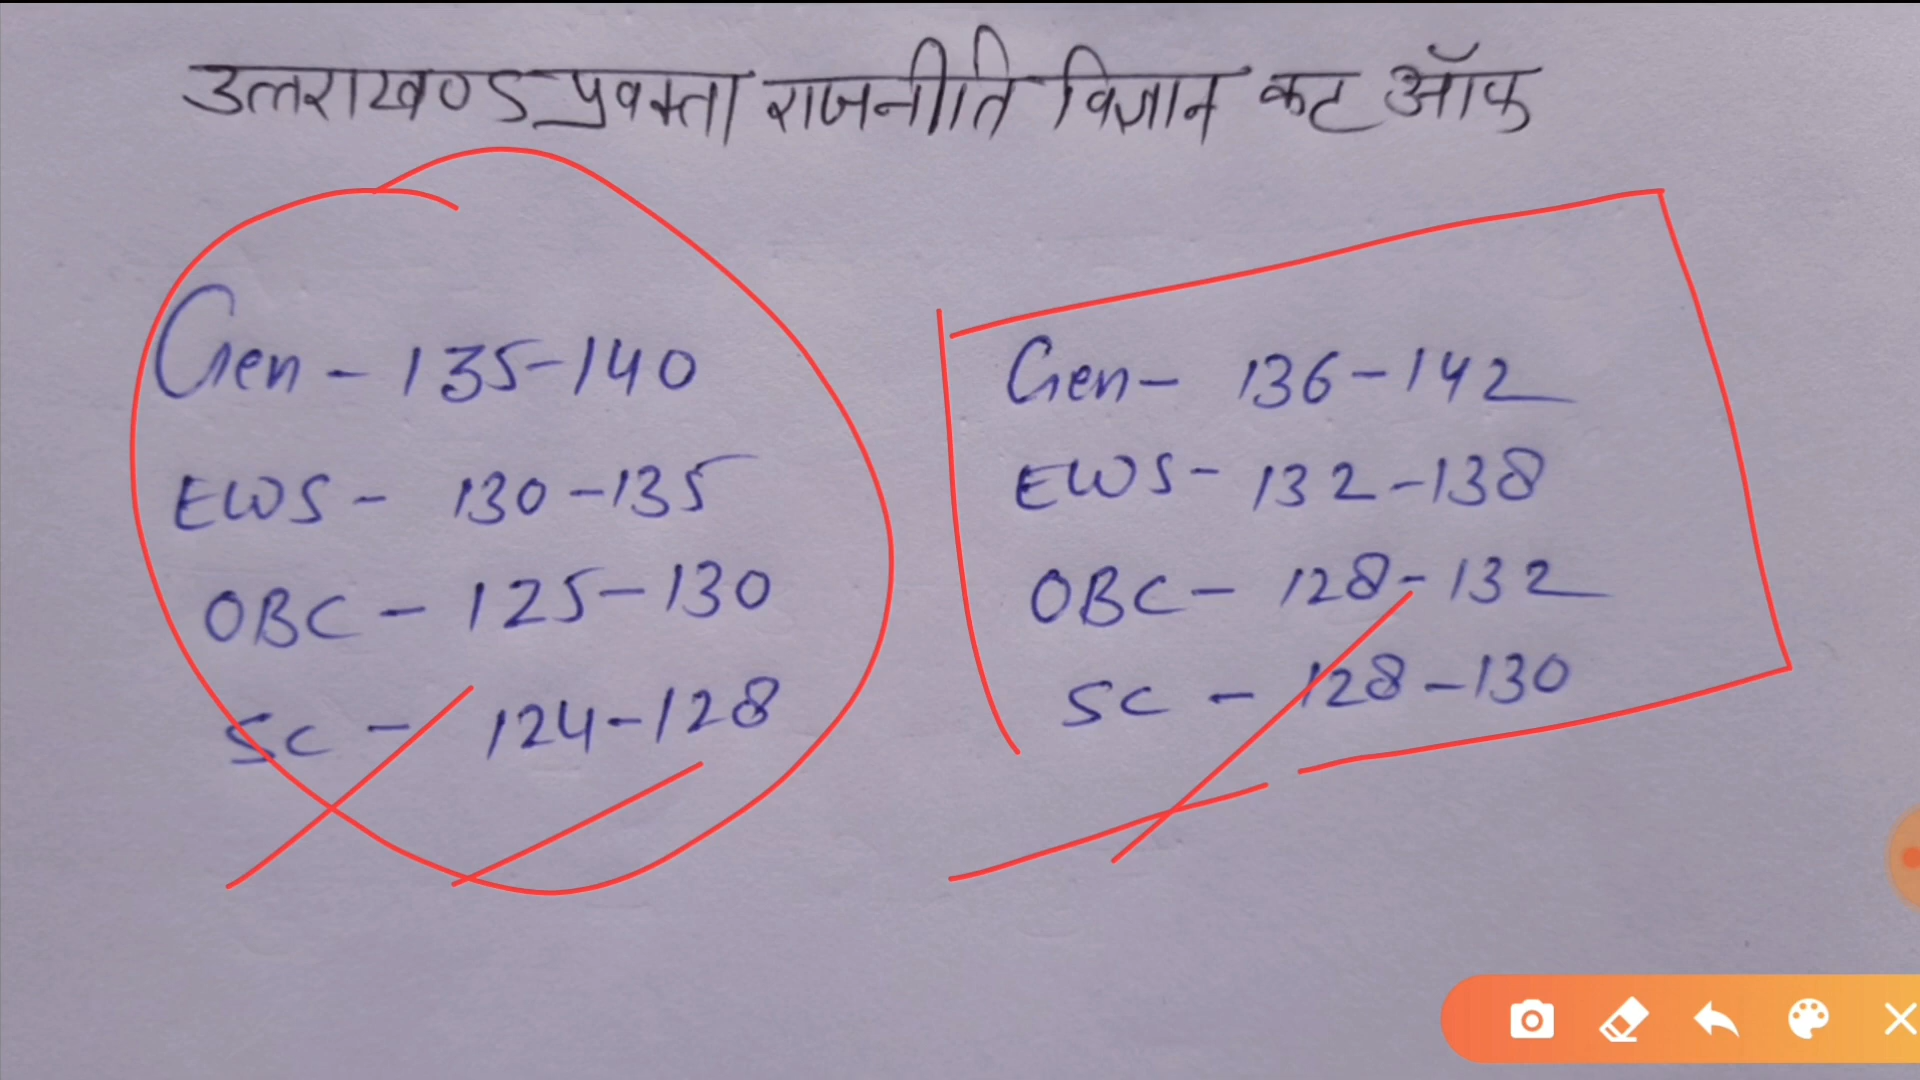 उत्तराखण्ड प्रवक्ता राजनीति विज्ञान कट ऑफ
Gen - 135-140
EWS - 130-135
OBC - 125-130
SC - 124-128
Gen - 136-142
EWS - 132-138
OBC - 128-132
SC - 128-130